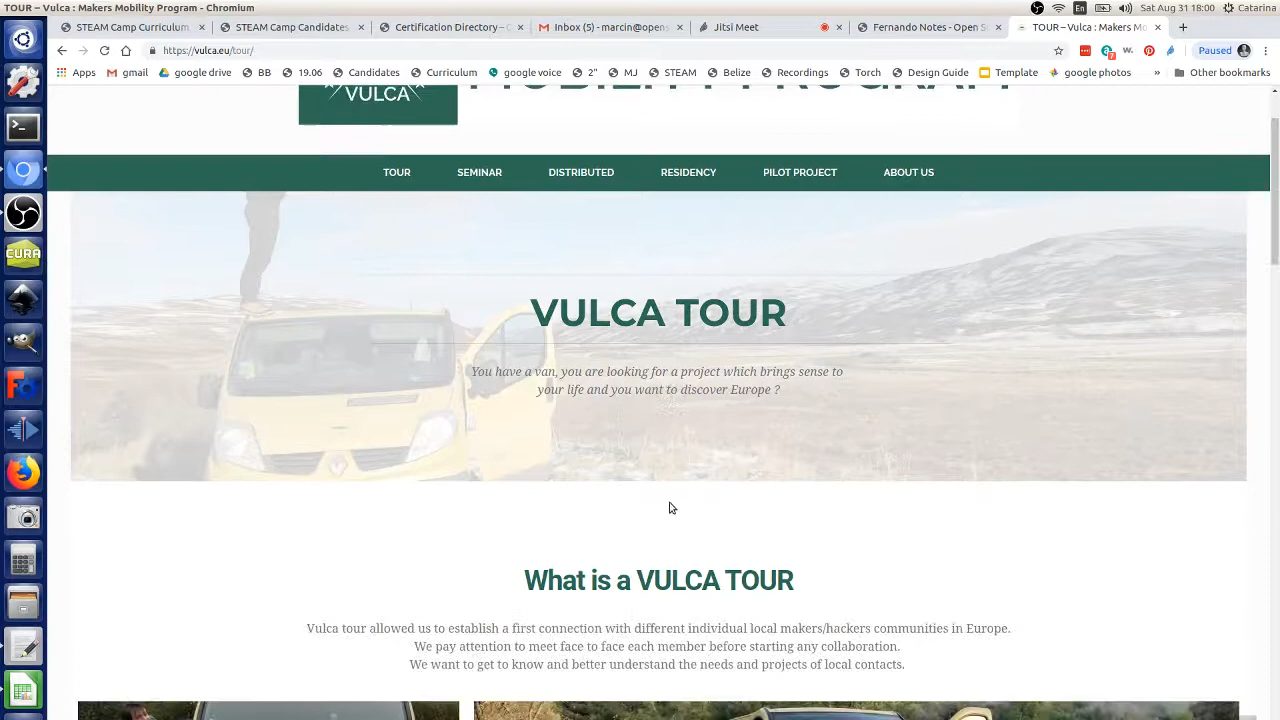 TOUR – Vulca : Makers Mobility Program - Chromium
En
Sat Aug 31 18:00
Catarina
STEAM Camp Curriculum
STEAM Camp Candidates
Certification Directory – G
Inbox (5) - marcin@opens
Jitsi Meet
Fernando Notes - Open S
TOUR – Vulca : Makers Mo
https://vulca.eu/tour/
7
W.
Paused
Apps
gmail
google drive
BB
19.06
Candidates
Curriculum
google voice
2"
MJ
STEAM
Belize
Recordings
Torch
Design Guide
Template
google photos
»
Other bookmarks
VULCA
MOBILITY PROGRAM
TOUR
SEMINAR
DISTRIBUTED
RESIDENCY
PILOT PROJECT
ABOUT US
CURA
VULCA TOUR
You have a van, you are looking for a project which brings sense to
your life and you want to discover Europe ?
What is a VULCA TOUR
Vulca tour allowed us to establish a first connection with different individual local makers/hackers communities in Europe.
We pay attention to meet face to face each member before starting any collaboration.
We want to get to know and better understand the needs and projects of local contacts.